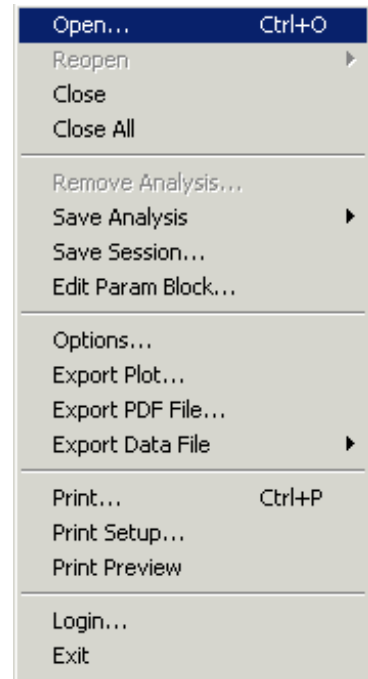 Open... Ctrl+O
Reopen
Close
Close All
Remove Analysis...
Save Analysis
Save Session...
Edit Param Block...
Options...
Export Plot...
Export PDF File...
Export Data File
Print... Ctrl+P
Print Setup...
Print Preview
Login...
Exit